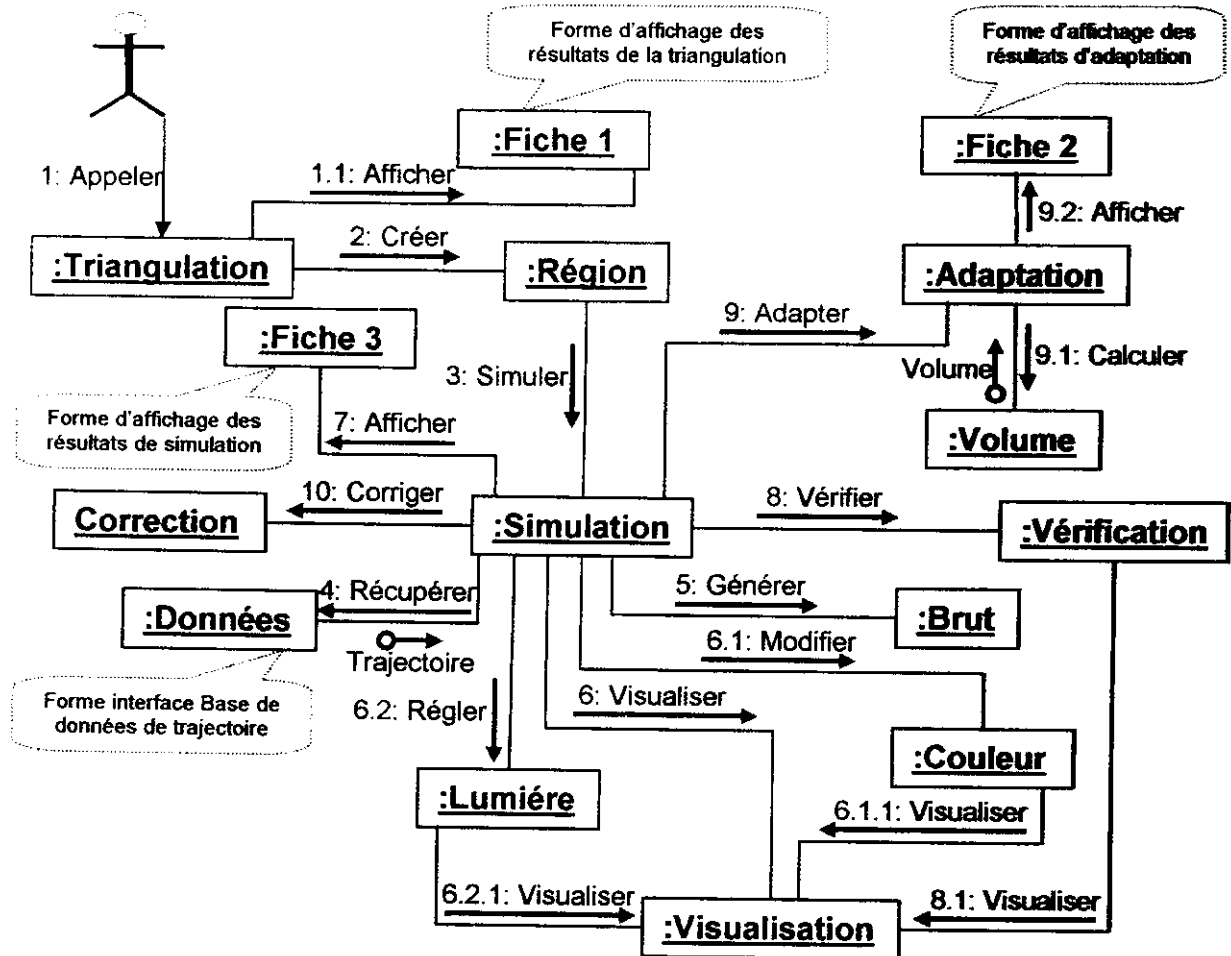 Forme d'affichage des
résultats de la triangulation
Forme d'affichage des
résultats d'adaptation
:Fiche 1
:Fiche 2
1: Appeler
1.1: Afficher
9.2: Afficher
2: Créer
:Triangulation
:Région
:Adaptation
:Fiche 3
9: Adapter
3: Simuler
Volume
9.1: Calculer
Forme d'affichage des
résultats de simulation
7: Afficher
:Volume
10: Corriger
8: Vérifier
Correction
:Simulation
:Vérification
4: Récupérer
5: Générer
:Données
:Brut
Trajectoire
6.1: Modifier
Forme interface Base de
données de trajectoire
6.2: Régler
6: Visualiser
:Couleur
:Lumiére
6.1.1: Visualiser
6.2.1: Visualiser
8.1: Visualiser
:Visualisation